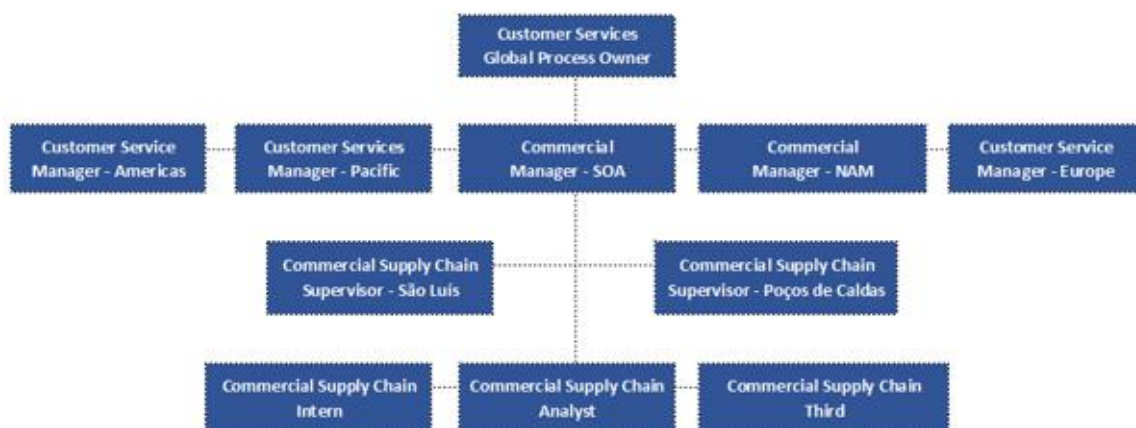 Customer Services
Global Process Owner
Customer Service
Manager - Americas
Customer Services
Manager - Pacific
Commercial
Manager - SOA
Commercial
Manager - NAM
Customer Service
Manager - Europe
Commercial Supply Chain
Supervisor - São Luís
Commercial Supply Chain
Supervisor - Poços de Caldas
Commercial Supply Chain
Intern
Commercial Supply Chain
Analyst
Commercial Supply Chain
Third